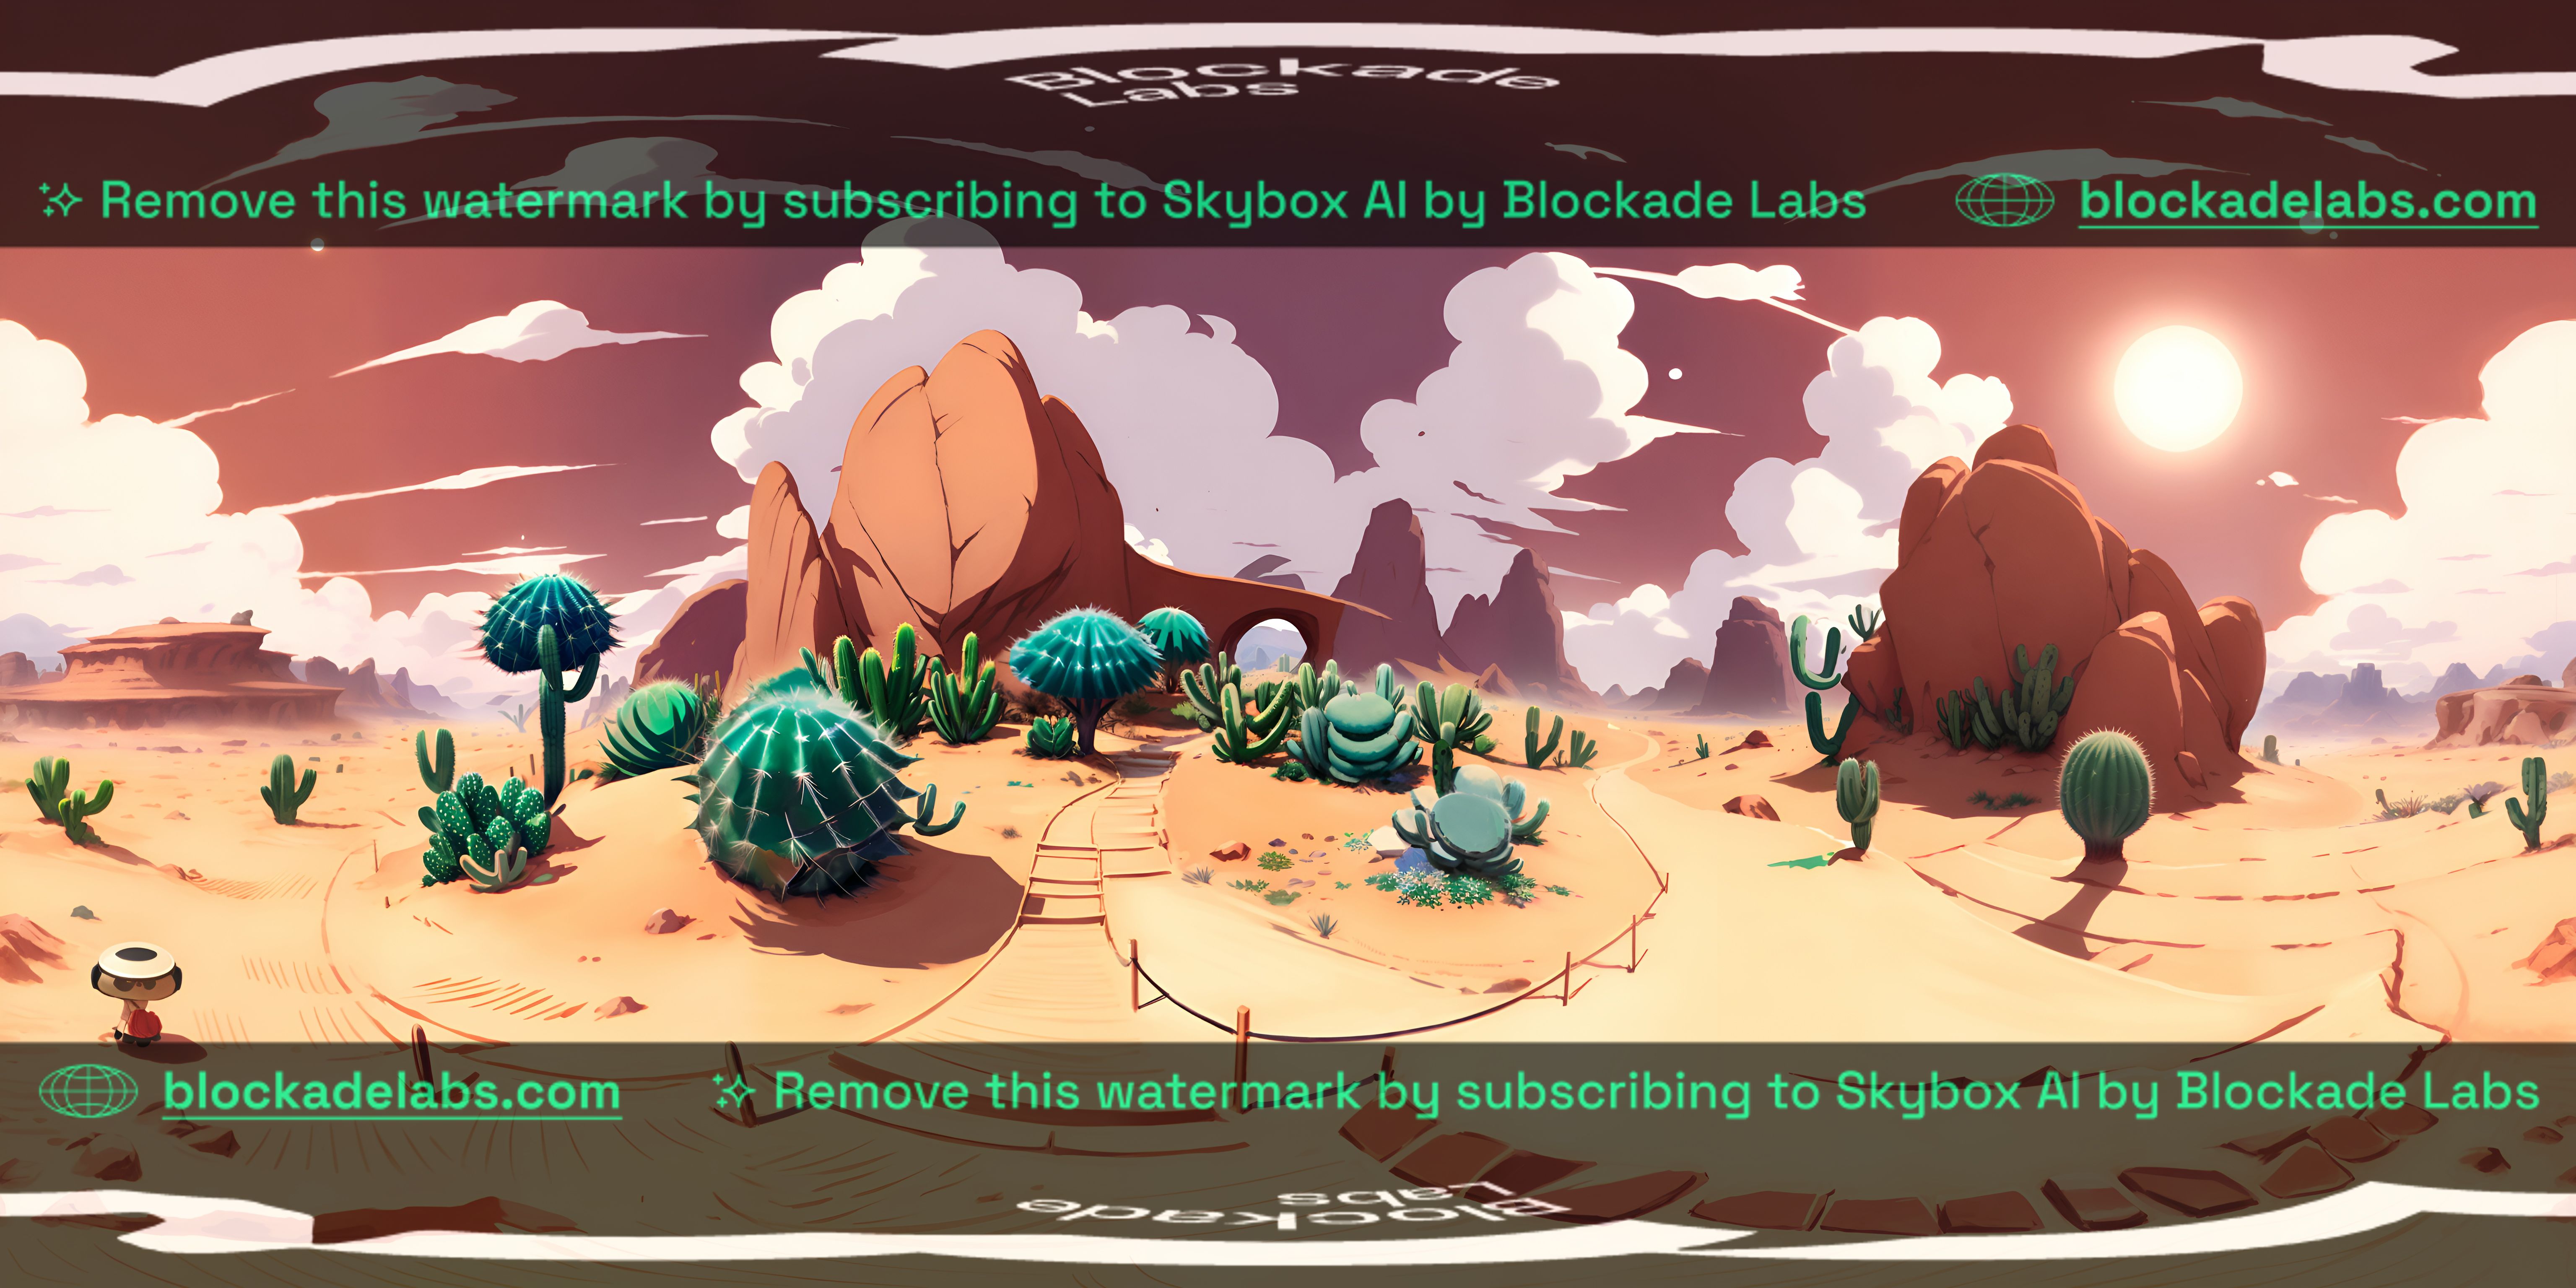 Blockade
Labs
Remove this watermark by subscribing to Skybox AI by Blockade Labs
blockadelabs.com
blockadelabs.com
Remove this watermark by subscribing to Skybox AI by Blockade Labs
Labs
Blockade